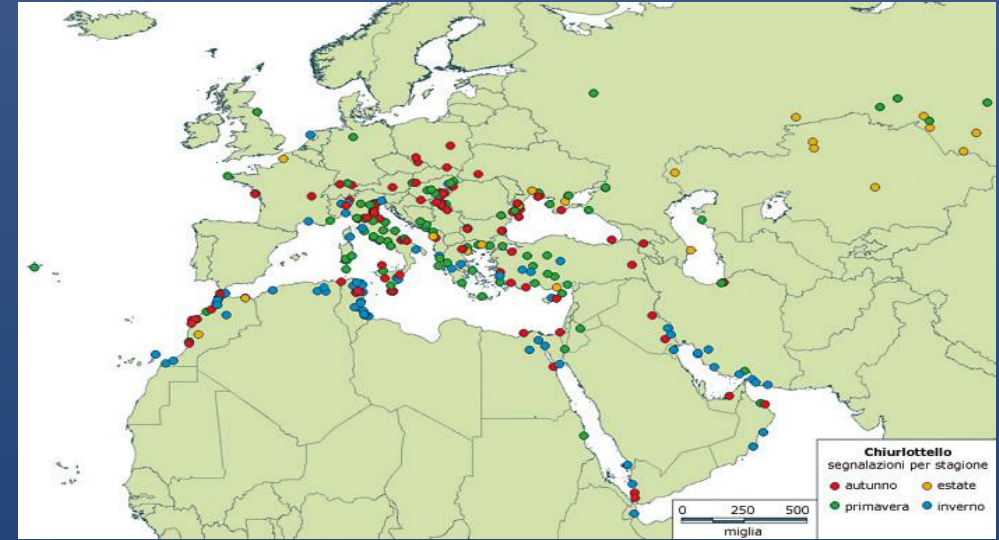 Chiurlottello
segnalazioni per stagione
autunno estate
primavera inverno
0 250 500
miglia